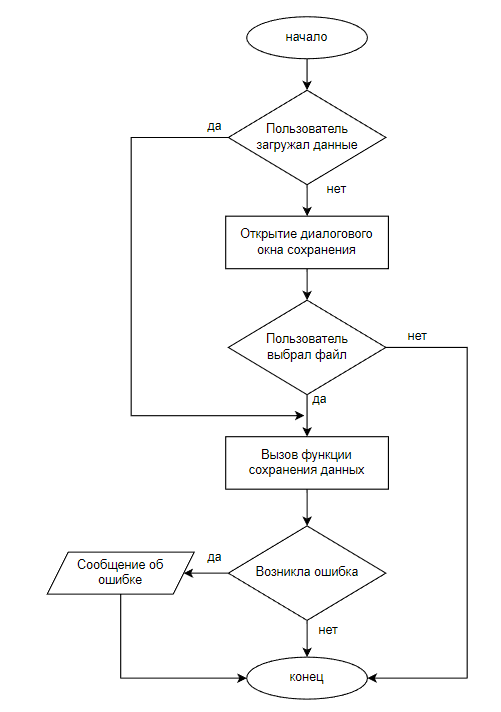 начало
Пользователь
загружал данные
да
нет
Открытие диалогового
окна сохранения
Пользователь
выбрал файл
нет
да
Вызов функции
сохранения данных
Возникла ошибка
да
Сообщение об
ошибке
нет
конец